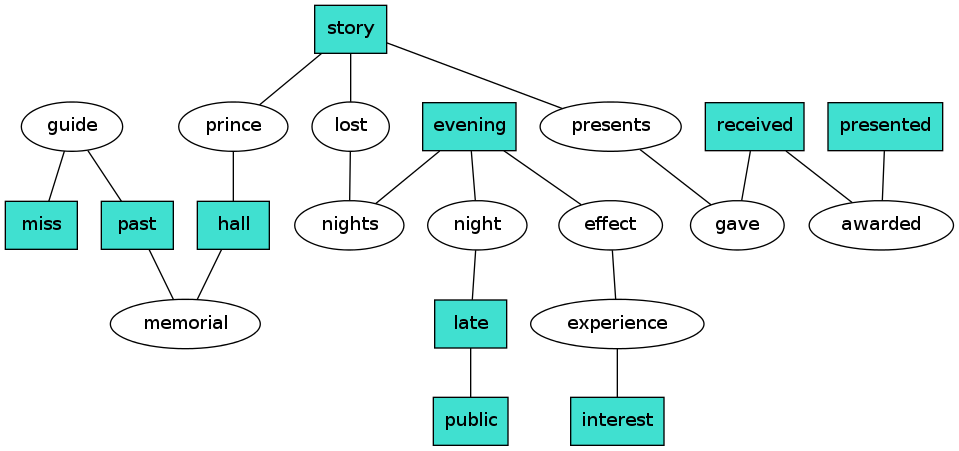 story
guide
prince
lost
evening
presents
received
presented
miss
past
hall
nights
night
effect
gave
awarded
memorial
late
experience
public
interest